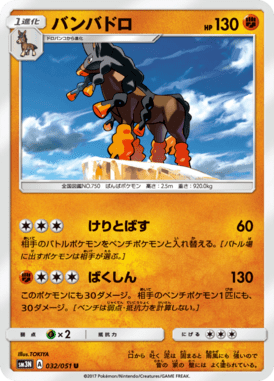 1進化 バンバドロ HP 130
ドロバンコから進化
全国図鑑NO.750 ばんばポケモン 高さ:2.5m 重さ:920.0kg
けりとばす 60
相手のバトルポケモンをベンチポケモンと入れ替える。[バトル場に出すポケモンは相手が選ぶ。]
ばくしん 130
このポケモンにも30ダメージ。相手のベンチポケモン1匹にも、30ダメージ。[ベンチは弱点・抵抗力を計算しない。]
弱点 ×2 抵抗力 にげる
Illus.TOKIYA
sm3N A 032/051 U
口から 吐く 泥は
©2017 Pokémon/Nintendo/Creatures/GAME FREAK.